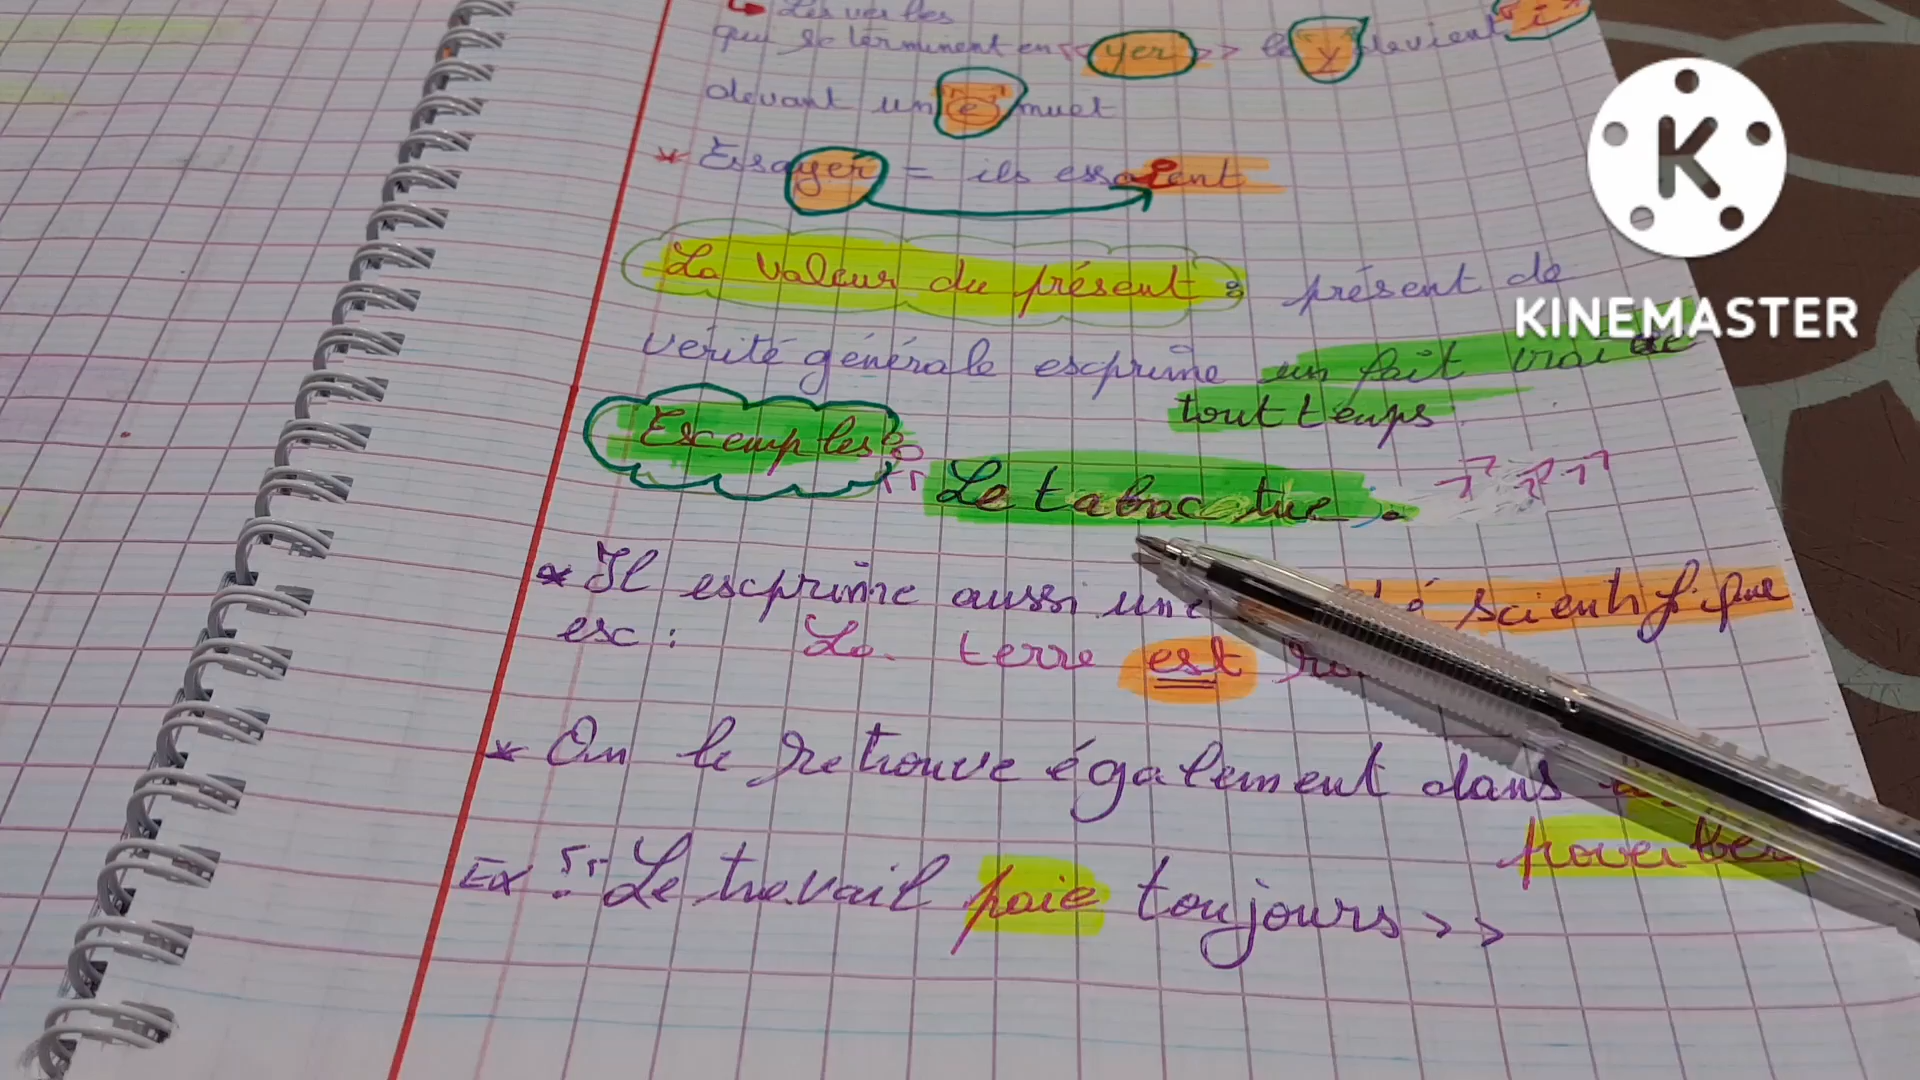 Les verbes
qui se terminent en << yer >> le "y" devient "i"
devant un "e" muet
* Essayer = ils essaient
La valeur du présent : présent de
vérité générale exprime un fait vrai de
tout temps
Exemples :
" Le tabac tue. "
* Il exprime aussi une scientifique
ex : La terre est
* On le retrouve également dans
proverbes
Ex : " Le travail paie toujours >>
K
KINEMASTER